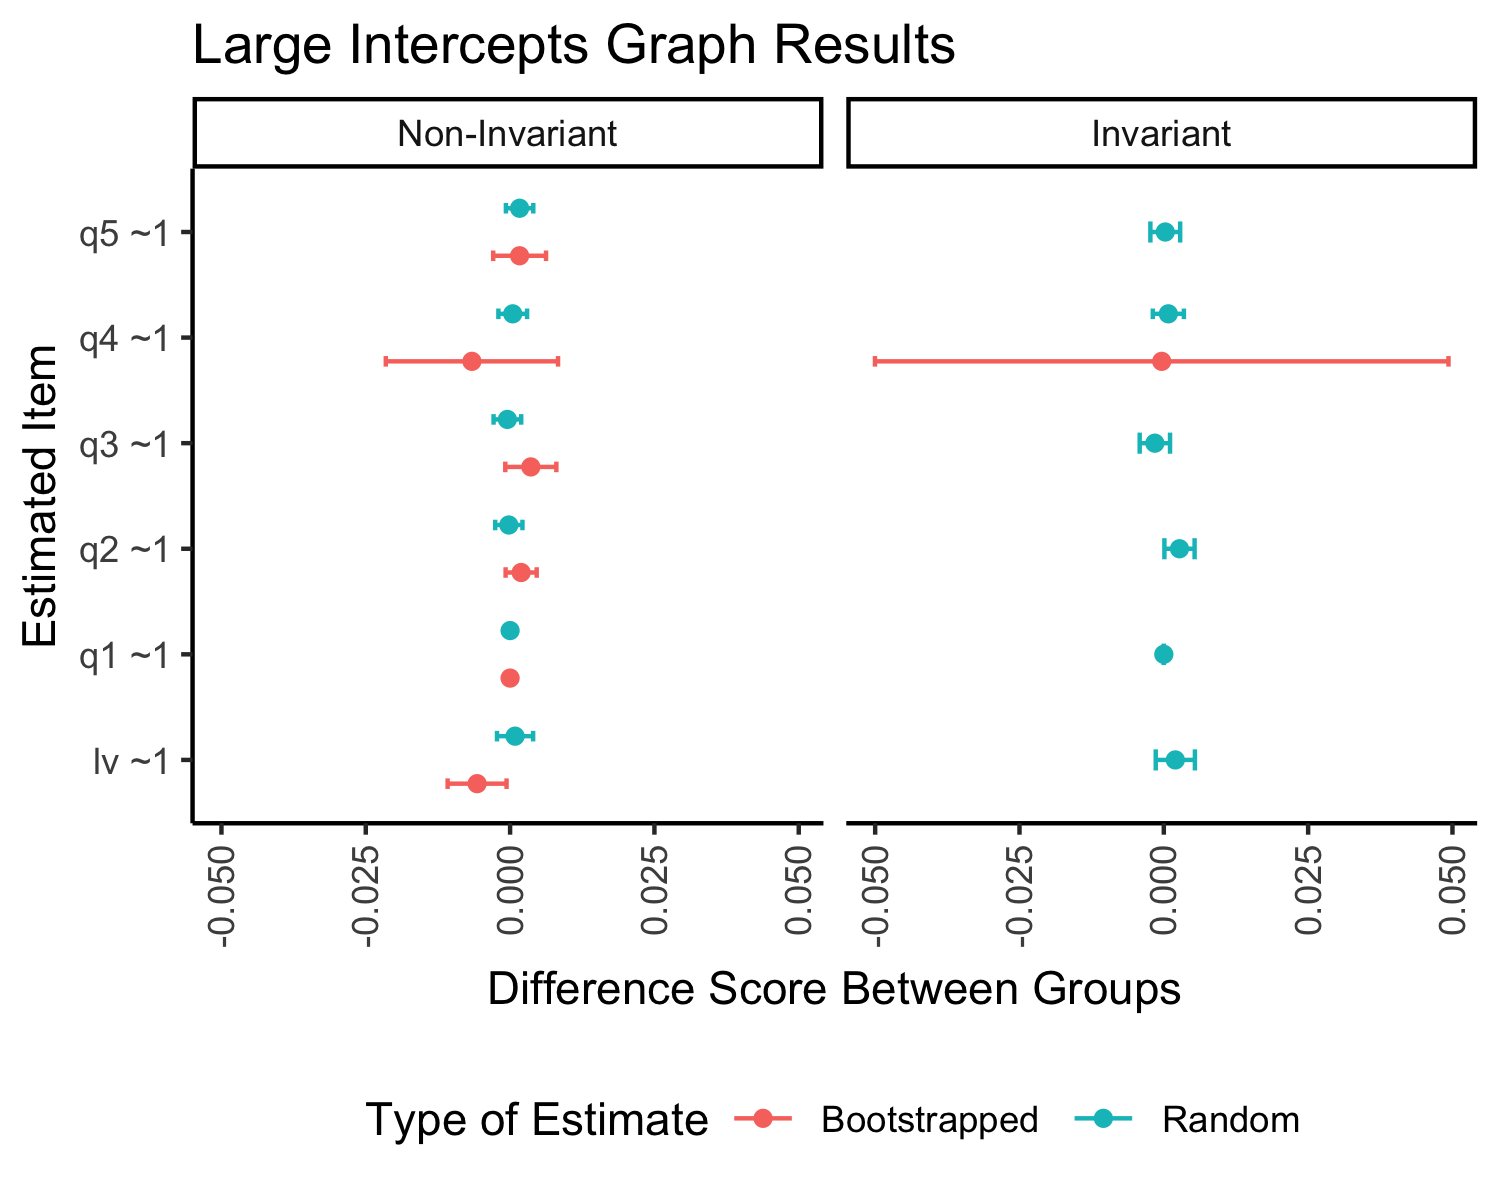 Large Intercepts Graph Results
Non-Invariant
Invariant
Estimated Item
q5 ~1
q4 ~1
q3 ~1
q2 ~1
q1 ~1
lv ~1
-0.050
-0.025
0.000
0.025
0.050
-0.050
-0.025
0.000
0.025
0.050
Difference Score Between Groups
Type of Estimate
Bootstrapped
Random